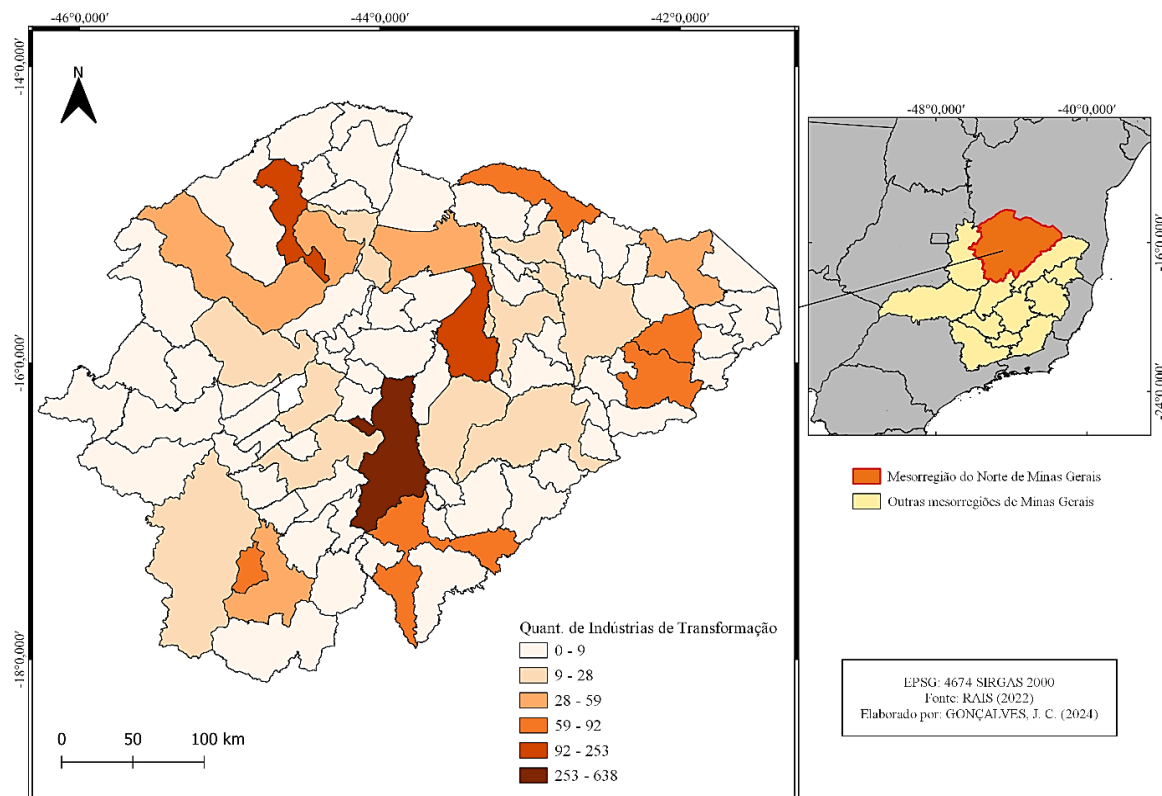 -46°0,000′ -44°0,000′ -42°0,000′
-14°0,000′
N
-16°0,000′
-18°0,000′
Quant. de Indústrias de Transformação
0 - 9
9 - 28
28 - 59
59 - 92
92 - 253
253 - 638
0 50 100 km
-48°0,000′ -40°0,000′
-16°0,000′
-24°0,000′
Mesorregião do Norte de Minas Gerais
Outras mesorregiões de Minas Gerais
EPSG: 4674 SIRGAS 2000
Fonte: RAIS (2022)
Elaborado por: GONÇALVES, J. C. (2024)